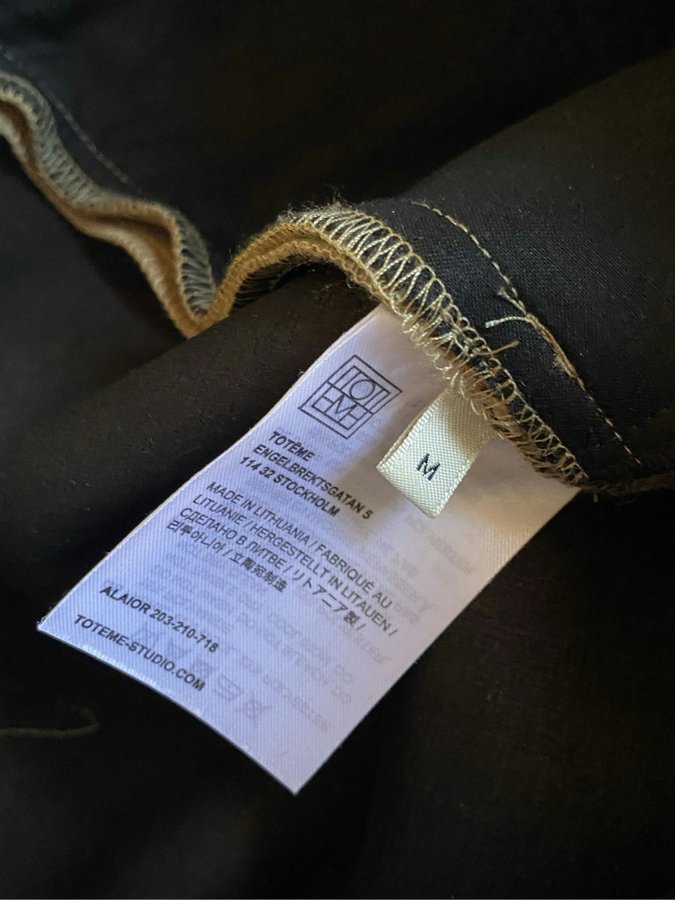 TOTÊME
TOTÊME
ENGELBREKTSGATAN 5
114 32 STOCKHOLM
M
MADE IN LITHUANIA / FABRIQUÉ AU
LITUANIE / HERGESTELLT IN LITAUEN /
СДЕЛАНО В ЛИТВЕ / リトアニア製 /
리투아니아 / 立陶宛制造
ALAIOR 203-210-718
TOTEME-STUDIO.COM